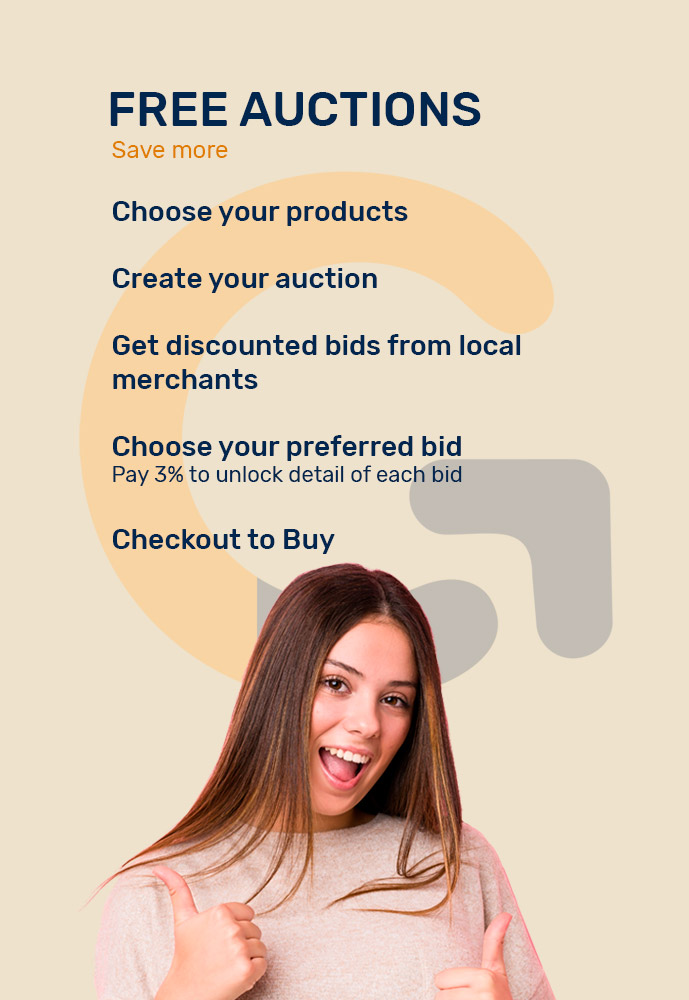 FREE AUCTIONS
Save more
Choose your products
Create your auction
Get discounted bids from local
merchants
Choose your preferred bid
Pay 3% to unlock detail of each bid
Checkout to Buy